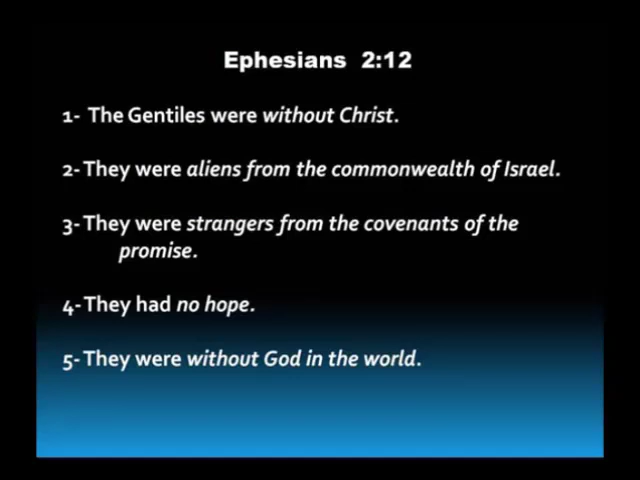 Ephesians 2:12
1- The Gentiles were without Christ.
2- They were aliens from the commonwealth of Israel.
3- They were strangers from the covenants of the
promise.
4- They had no hope.
5- They were without God in the world.